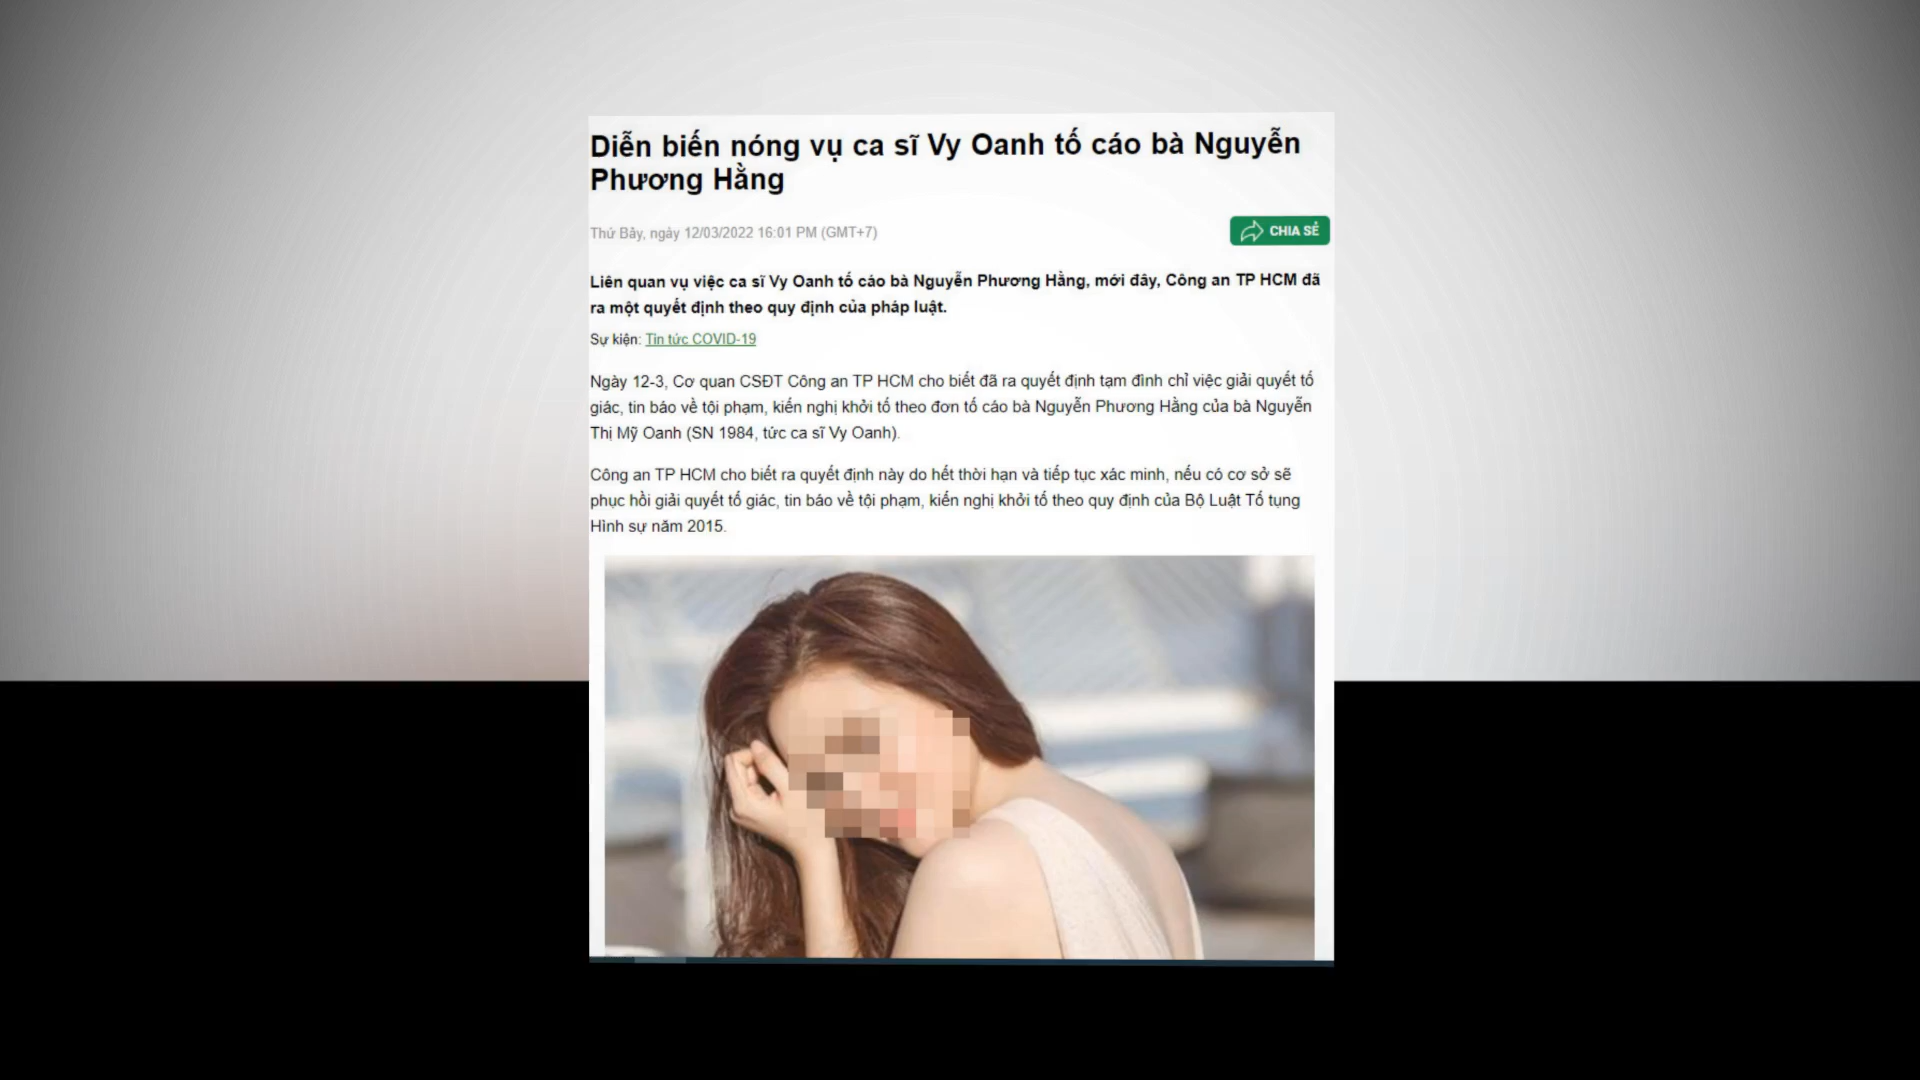 Diễn biến nóng vụ ca sĩ Vy Oanh tố cáo bà Nguyễn
Phương Hằng
Thứ Bảy, ngày 12/03/2022 16:01 PM (GMT+7)
CHIA SẺ
Liên quan vụ việc ca sĩ Vy Oanh tố cáo bà Nguyễn Phương Hằng, mới đây, Công an TP HCM đã
ra một quyết định theo quy định của pháp luật.
Sự kiện: Tin tức COVID-19
Ngày 12-3, Cơ quan CSĐT Công an TP HCM cho biết đã ra quyết định tạm đình chỉ việc giải quyết tố
giác, tin báo về tội phạm, kiến nghị khởi tố theo đơn tố cáo bà Nguyễn Phương Hằng của bà Nguyễn
Thị Mỹ Oanh (SN 1984, tức ca sĩ Vy Oanh).
Công an TP HCM cho biết ra quyết định này do hết thời hạn và tiếp tục xác minh, nếu có cơ sở sẽ
phục hồi giải quyết tố giác, tin báo về tội phạm, kiến nghị khởi tố theo quy định của Bộ Luật Tố tụng
Hình sự năm 2015.